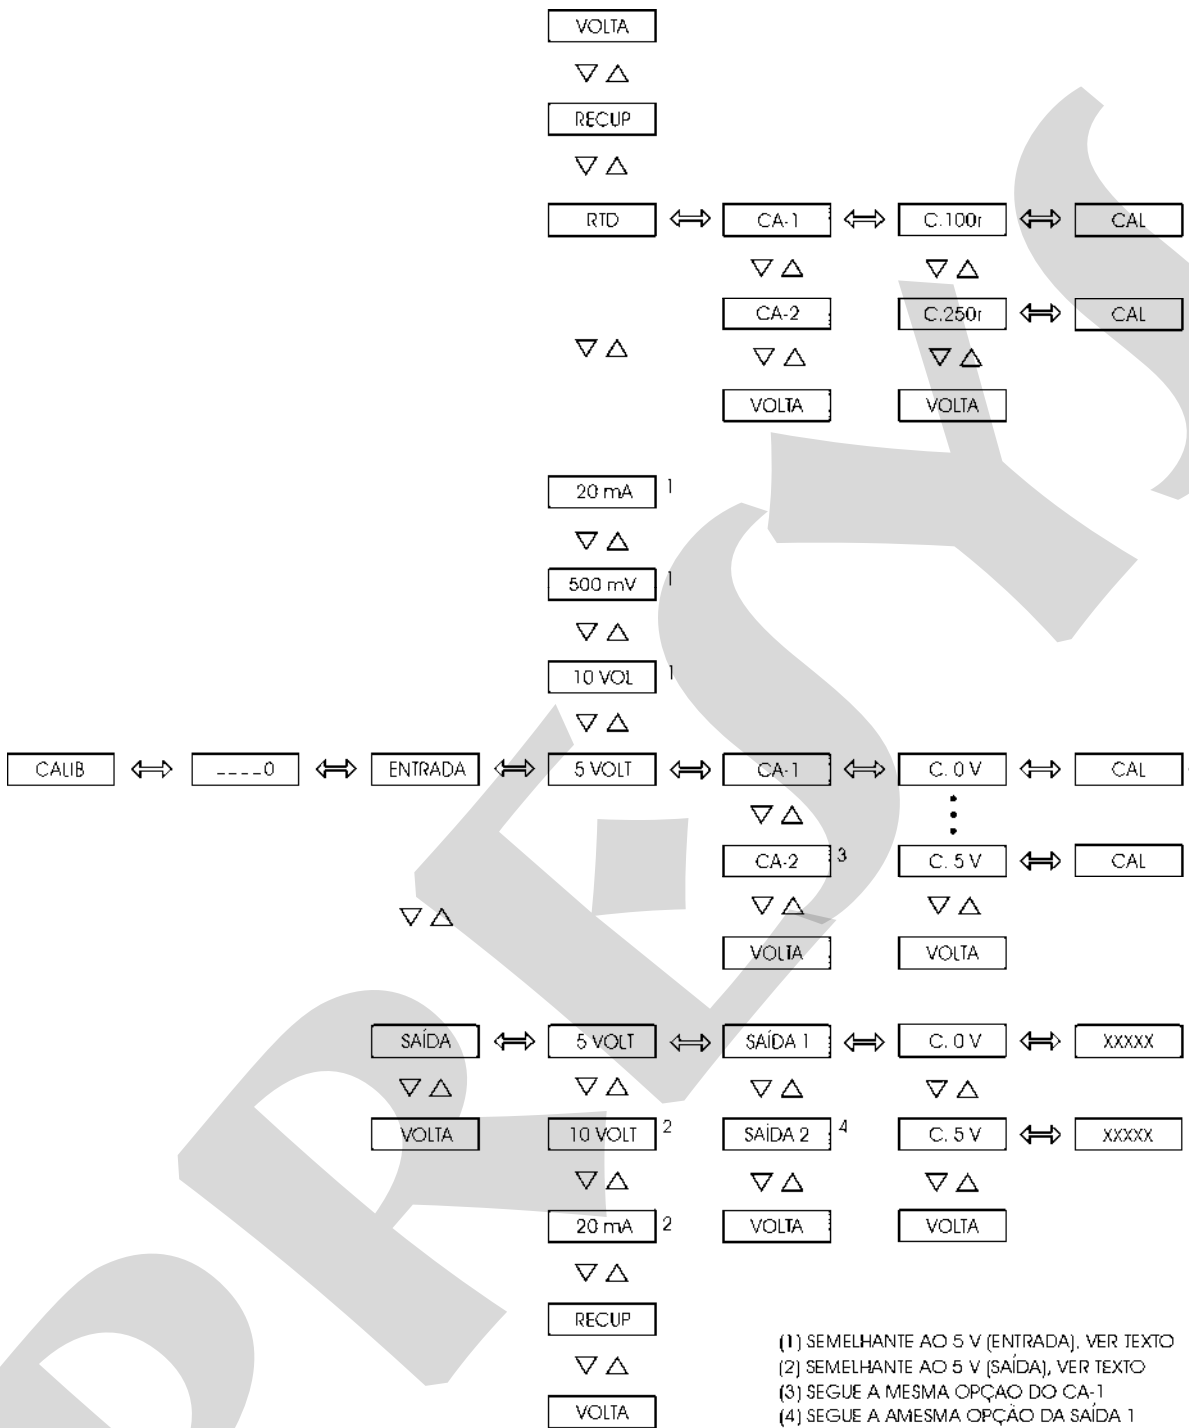 VOLTA
RECUP
RTD CA-1 C.100r CAL
CA-2 C.250r CAL
VOLTA VOLTA
20 mA 1
500 mV 1
10 VOL 1
CALIB ----0 ENTRADA 5 VOLT CA-1 C. 0 V CAL
CA-2 3 C. 5 V CAL
VOLTA VOLTA
SAÍDA 5 VOLT SAÍDA 1 C. 0 V XXXXX
VOLTA 10 VOLT 2 SAÍDA 2 4 C. 5 V XXXXX
20 mA 2 VOLTA VOLTA
RECUP
VOLTA
(1) SEMELHANTE AO 5 V (ENTRADA), VER TEXTO
(2) SEMELHANTE AO 5 V (SAÍDA), VER TEXTO
(3) SEGUE A MESMA OPÇAO DO CA-1
(4) SEGUE A AMESMA OPÇÃO DA SAÍDA 1
PRESYS